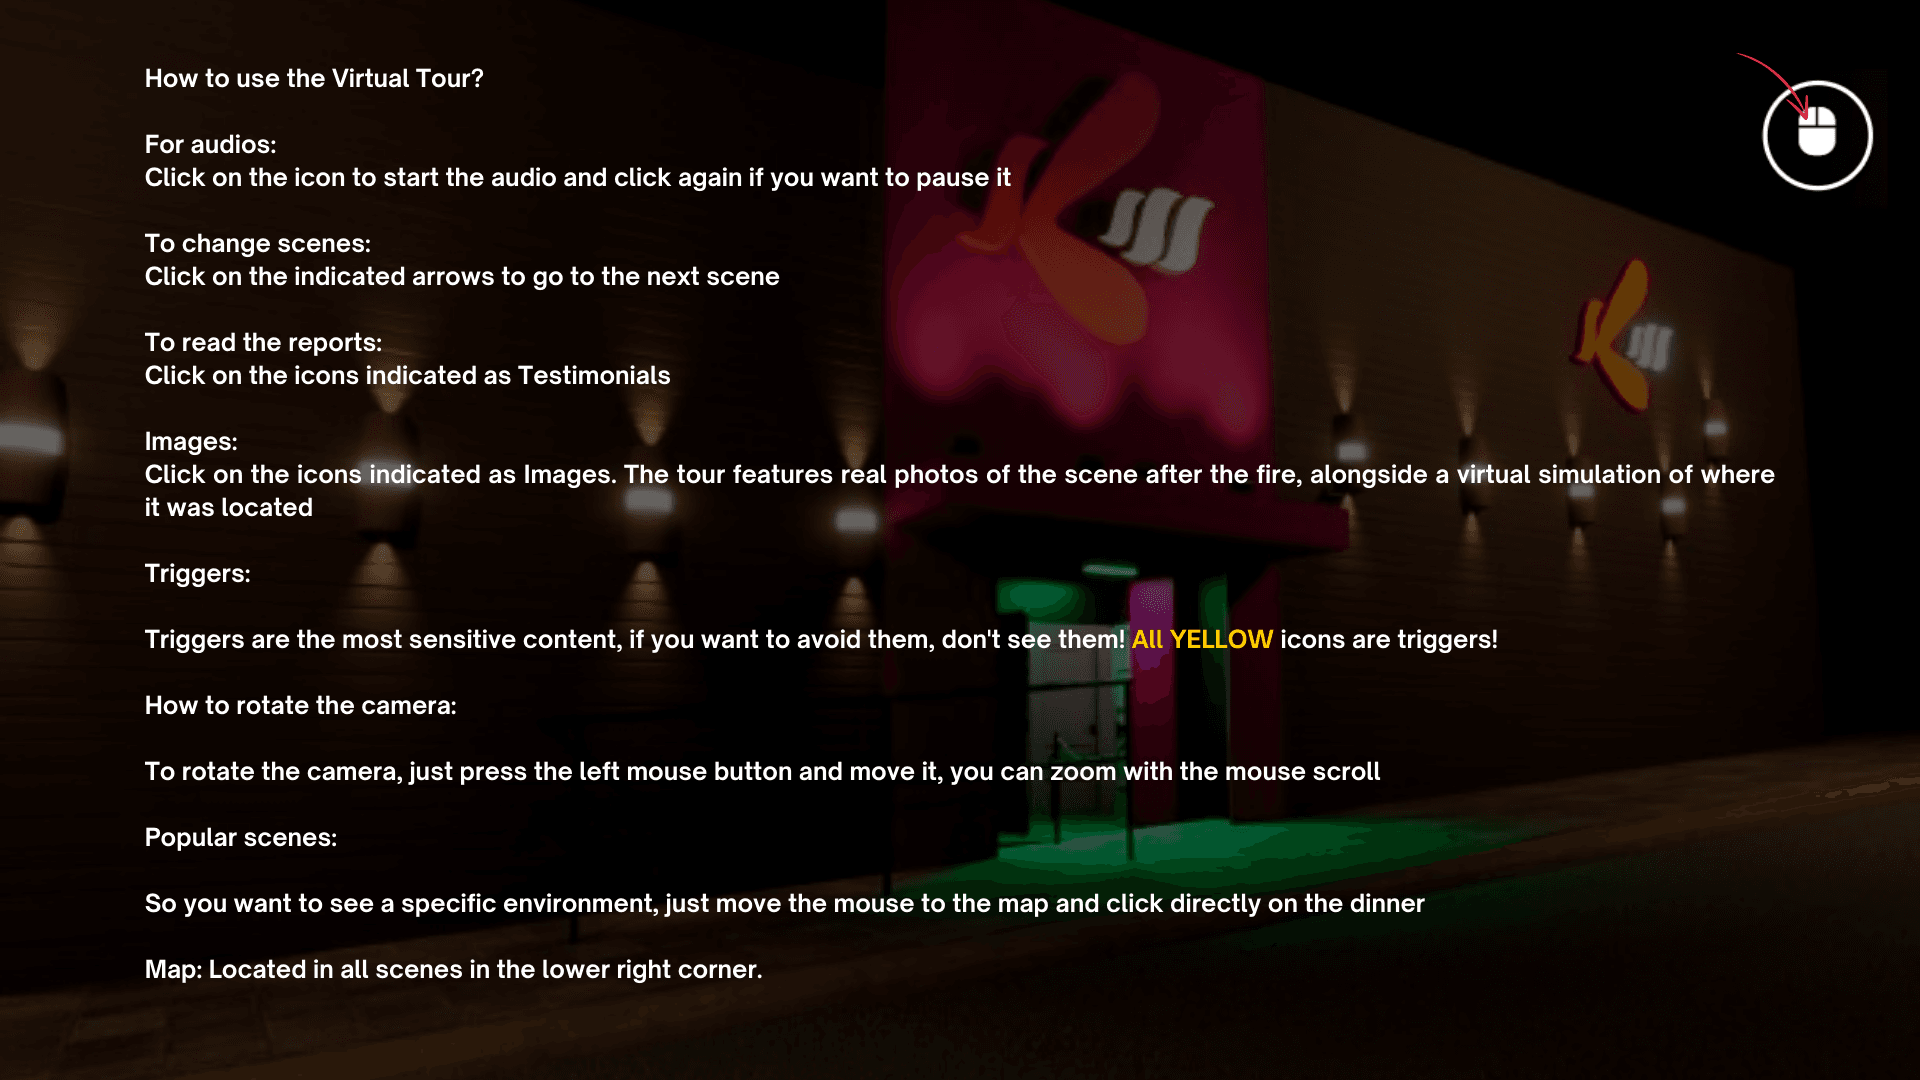 How to use the Virtual Tour?
For audios:
Click on the icon to start the audio and click again if you want to pause it
To change scenes:
Click on the indicated arrows to go to the next scene
To read the reports:
Click on the icons indicated as Testimonials
Images:
Click on the icons indicated as Images. The tour features real photos of the scene after the fire, alongside a virtual simulation of where
it was located
Triggers:
Triggers are the most sensitive content, if you want to avoid them, don't see them! All YELLOW icons are triggers!
How to rotate the camera:
To rotate the camera, just press the left mouse button and move it, you can zoom with the mouse scroll
Popular scenes:
So you want to see a specific environment, just move the mouse to the map and click directly on the dinner
Map: Located in all scenes in the lower right corner.